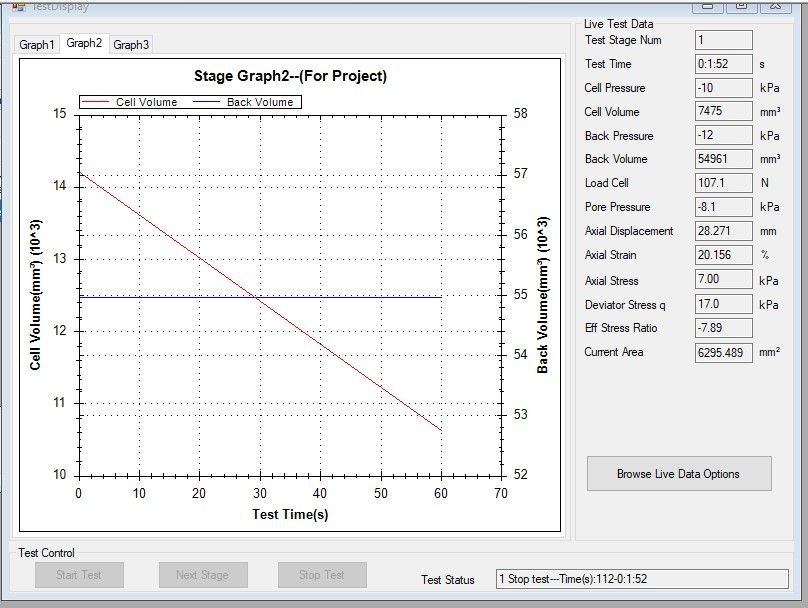 TestDisplay
Graph1 Graph2 Graph3
Stage Graph2--(For Project)
Cell Volume Back Volume
Cell Volume(mm³) (10^3)
15
14
13
12
11
10
0 10 20 30 40 50 60 70
Test Time(s)
58
57
56
55
54
53
52
Back Volume(mm³) (10^3)
Live Test Data
Test Stage Num 1
Test Time 0:1:52 s
Cell Pressure -10 kPa
Cell Volume 7475 mm³
Back Pressure -12 kPa
Back Volume 54961 mm³
Load Cell 107.1 N
Pore Pressure -8.1 kPa
Axial Displacement 28.271 mm
Axial Strain 20.156 %
Axial Stress 7.00 kPa
Deviator Stress q 17.0 kPa
Eff Stress Ratio -7.89
Current Area 6295.489 mm²
Browse Live Data Options
Test Control
Start Test Next Stage Stop Test
Test Status 1 Stop test---Time(s):112-0:1:52